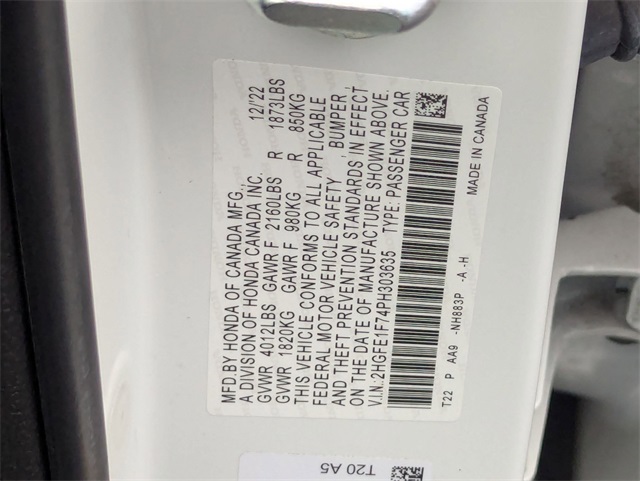 MFD.BY HONDA OF CANADA MFG.,
A DIVISION OF HONDA CANADA INC. 12/22
GVWR 4012LBS GAWR F 2160LBS R 1873LBS
GVWR 1820KG GAWR F 980KG R 850KG
THIS VEHICLE CONFORMS TO ALL APPLICABLE
FEDERAL MOTOR VEHICLE SAFETY , BUMPER ,
AND THEFT PREVENTION STANDARDS IN EFFECT
ON THE DATE OF MANUFACTURE SHOWN ABOVE.
V.I.N:2HGFE1F74PH303635 TYPE: PASSENGER CAR
T22 P AA9 -NH883P -A -H
MADE IN CANADA
T20 A5